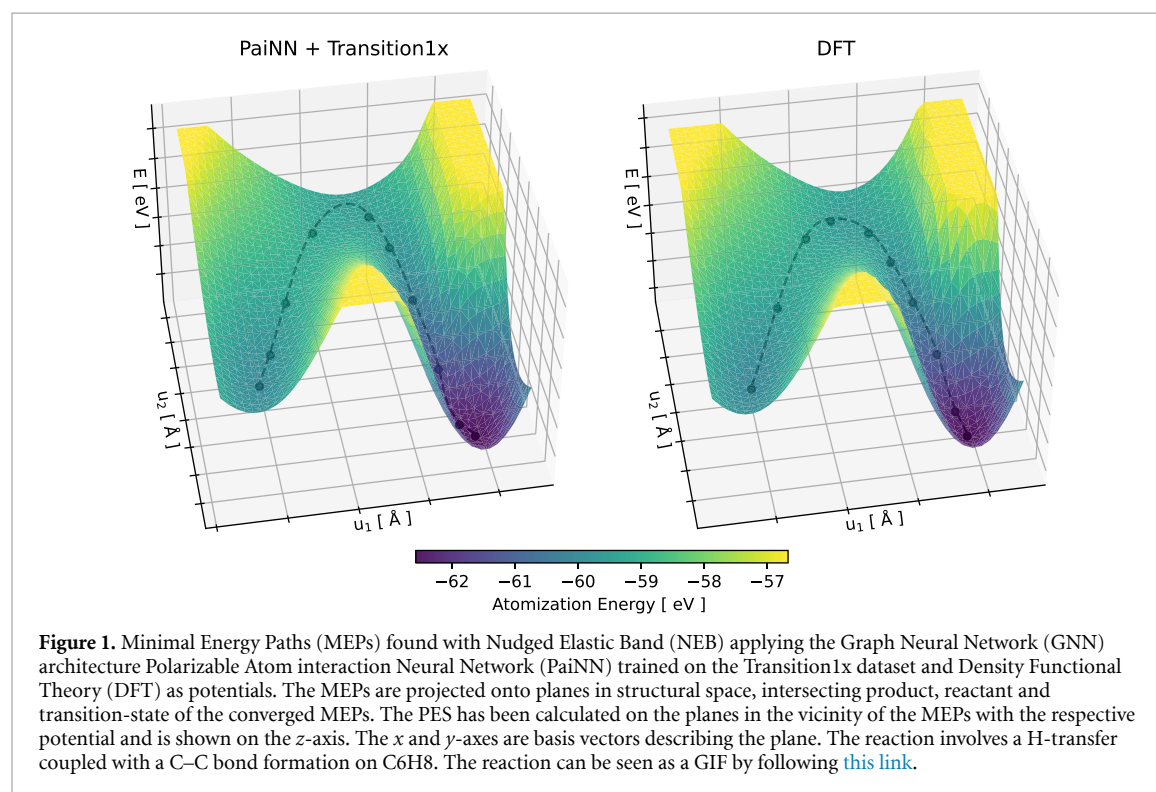 PaiNN + Transition1x
DFT
E [ eV ]
E [ eV ]
u2 [ Å ]
u2 [ Å ]
u1 [ Å ]
u1 [ Å ]
−62 −61 −60 −59 −58 −57
Atomization Energy [ eV ]
Figure 1. Minimal Energy Paths (MEPs) found with Nudged Elastic Band (NEB) applying the Graph Neural Network (GNN)
architecture Polarizable Atom interaction Neural Network (PaiNN) trained on the Transition1x dataset and Density Functional
Theory (DFT) as potentials. The MEPs are projected onto planes in structural space, intersecting product, reactant and
transition-state of the converged MEPs. The PES has been calculated on the planes in the vicinity of the MEPs with the respective
potential and is shown on the z-axis. The x and y-axes are basis vectors describing the plane. The reaction involves a H-transfer
coupled with a C–C bond formation on C6H8. The reaction can be seen as a GIF by following this link.